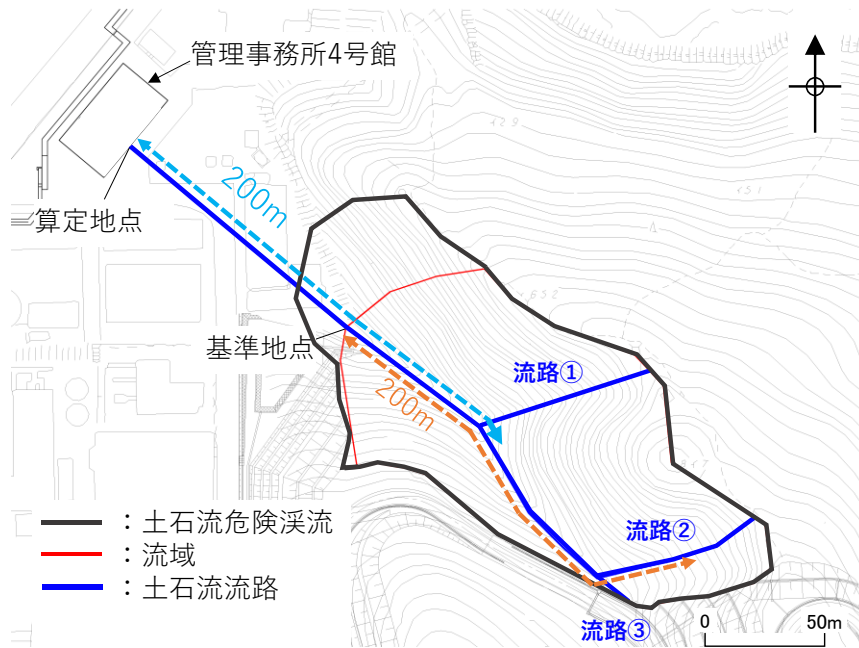 管理事務所4号館
200m
算定地点
基準地点
流路①
200m
流路②
流路③
：土石流危険渓流
：流域
：土石流流路
0 50m